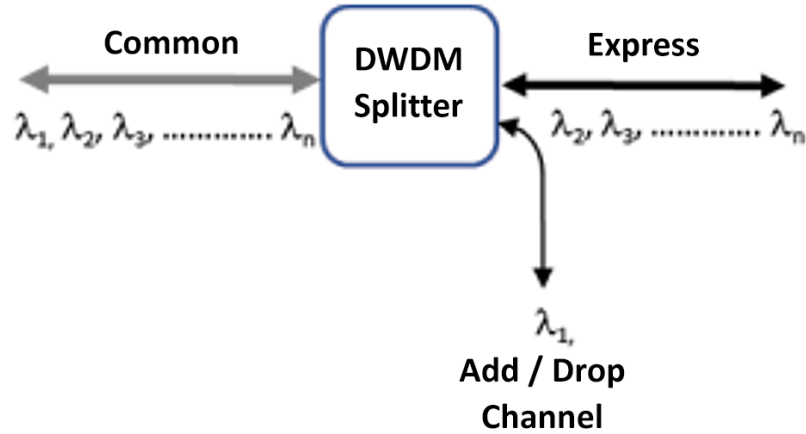 Common
DWDM
Splitter
Express
λ₁, λ₂, λ₃, ............. λₙ
λ₂, λ₃, ............. λₙ
λ₁,
Add / Drop
Channel